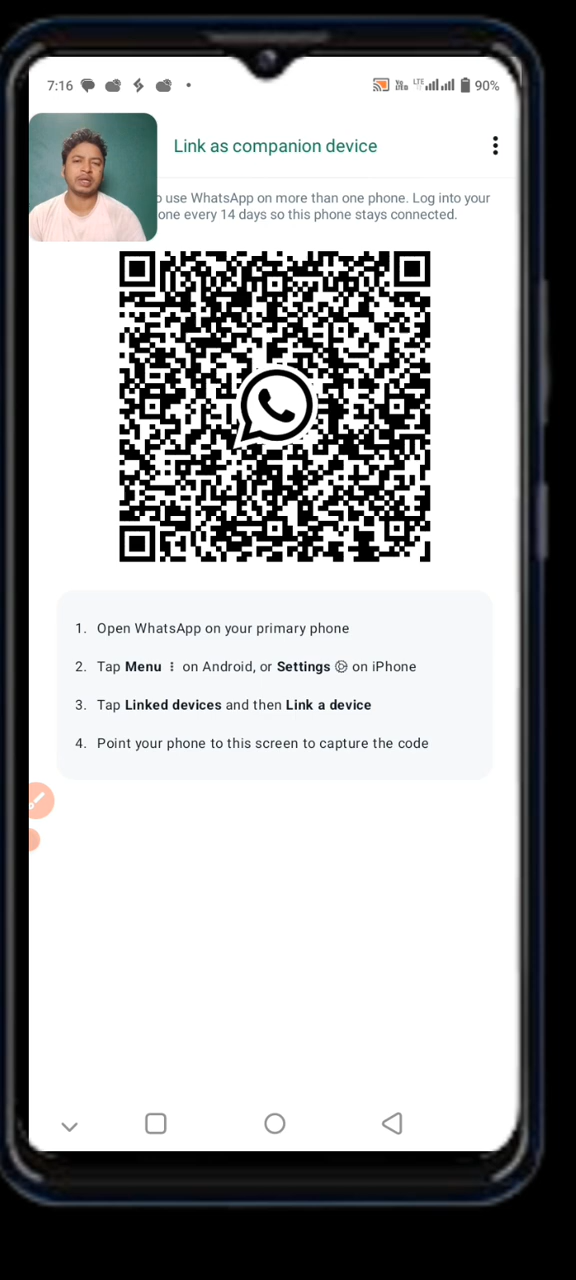 7:16
Vo
LTE
LTE
90%
Link as companion device
use WhatsApp on more than one phone. Log into your
one every 14 days so this phone stays connected.
1. Open WhatsApp on your primary phone
2. Tap Menu ⋮ on Android, or Settings on iPhone
3. Tap Linked devices and then Link a device
4. Point your phone to this screen to capture the code